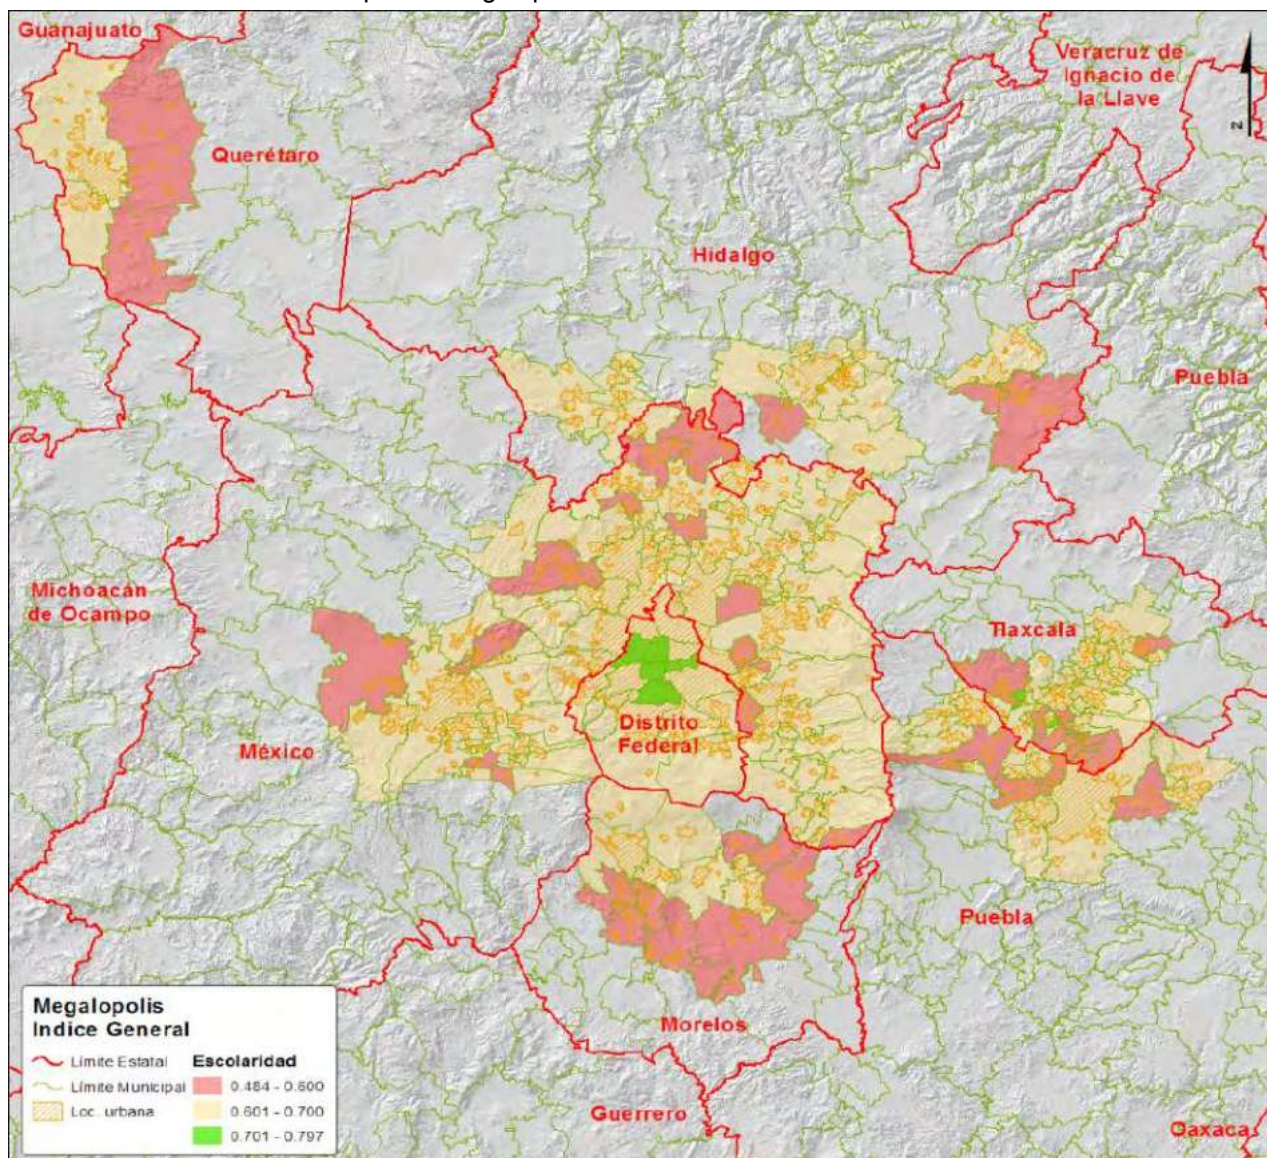 Guanajuato
Veracruz de
Ignacio de
la Llave
N
Querétaro
Hidalgo
Puebla
Michoacán
de Ocampo
Tlaxcala
Distrito
Federal
México
Puebla
Morelos
Guerrero
Oaxaca
Megalopolis
Indice General
Límite Estatal
Límite Municipal
Loc. urbana
Escolaridad
0.484 - 0.600
0.601 - 0.700
0.701 - 0.797